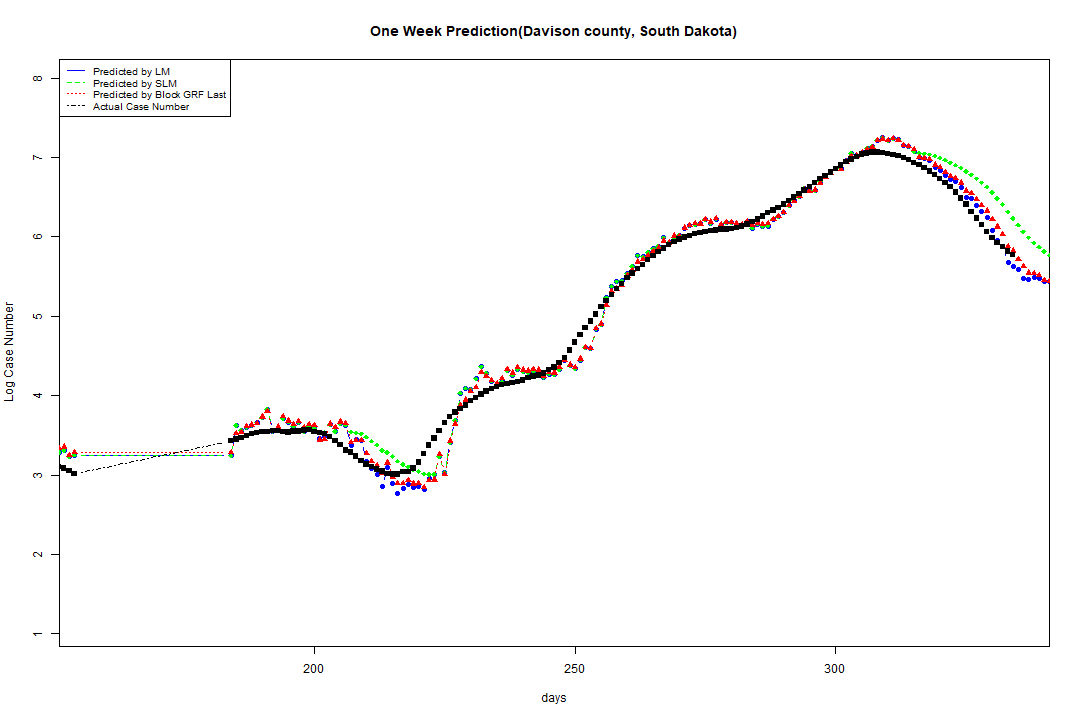 One Week Prediction(Davison county, South Dakota)
Predicted by LM
Predicted by SLM
Predicted by Block GRF Last
Actual Case Number
8
7
6
5
4
3
2
1
Log Case Number
200 250 300
days